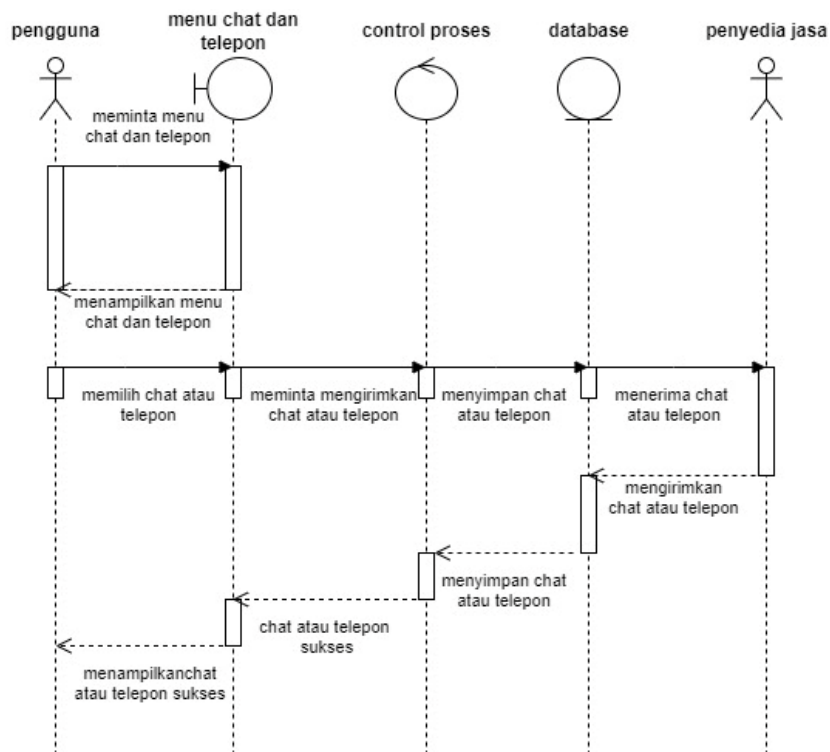 pengguna
menu chat dan
telepon
control proses
database
penyedia jasa
meminta menu
chat dan telepon
menampilkan menu
chat dan telepon
memilih chat atau
telepon
meminta mengirimkan
chat atau telepon
menyimpan chat
atau telepon
menerima chat
atau telepon
mengirimkan
chat atau telepon
menyimpan chat
atau telepon
chat atau telepon
sukses
menampilkanchat
atau telepon sukses